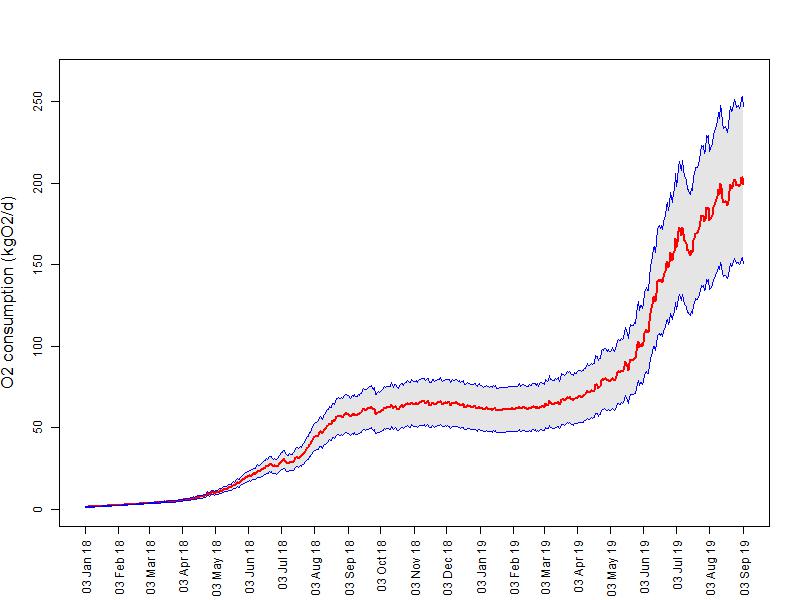 O2 consumption (kgO2/d)
250
200
150
100
50
0
03 Jan 18
03 Feb 18
03 Mar 18
03 Apr 18
03 May 18
03 Jun 18
03 Jul 18
03 Aug 18
03 Sep 18
03 Oct 18
03 Nov 18
03 Dec 18
03 Jan 19
03 Feb 19
03 Mar 19
03 Apr 19
03 May 19
03 Jun 19
03 Jul 19
03 Aug 19
03 Sep 19